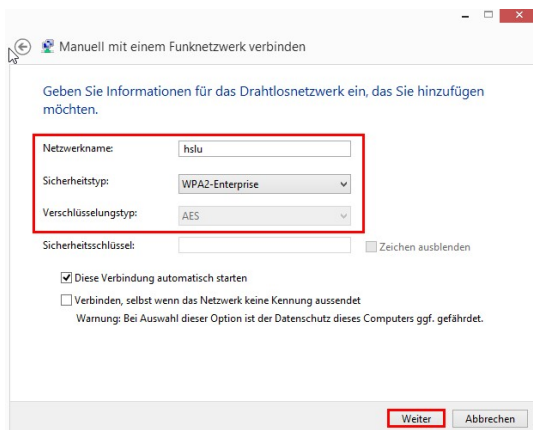 Manuell mit einem Funknetzwerk verbinden
Geben Sie Informationen für das Drahtlosnetzwerk ein, das Sie hinzufügen
möchten.
Netzwerkname: hslu
Sicherheitstyp: WPA2-Enterprise
Verschlüsselungstyp: AES
Sicherheitsschlüssel: Zeichen ausblenden
Diese Verbindung automatisch starten
Verbinden, selbst wenn das Netzwerk keine Kennung aussendet
Warnung: Bei Auswahl dieser Option ist der Datenschutz dieses Computers ggf. gefährdet.
Weiter Abbrechen